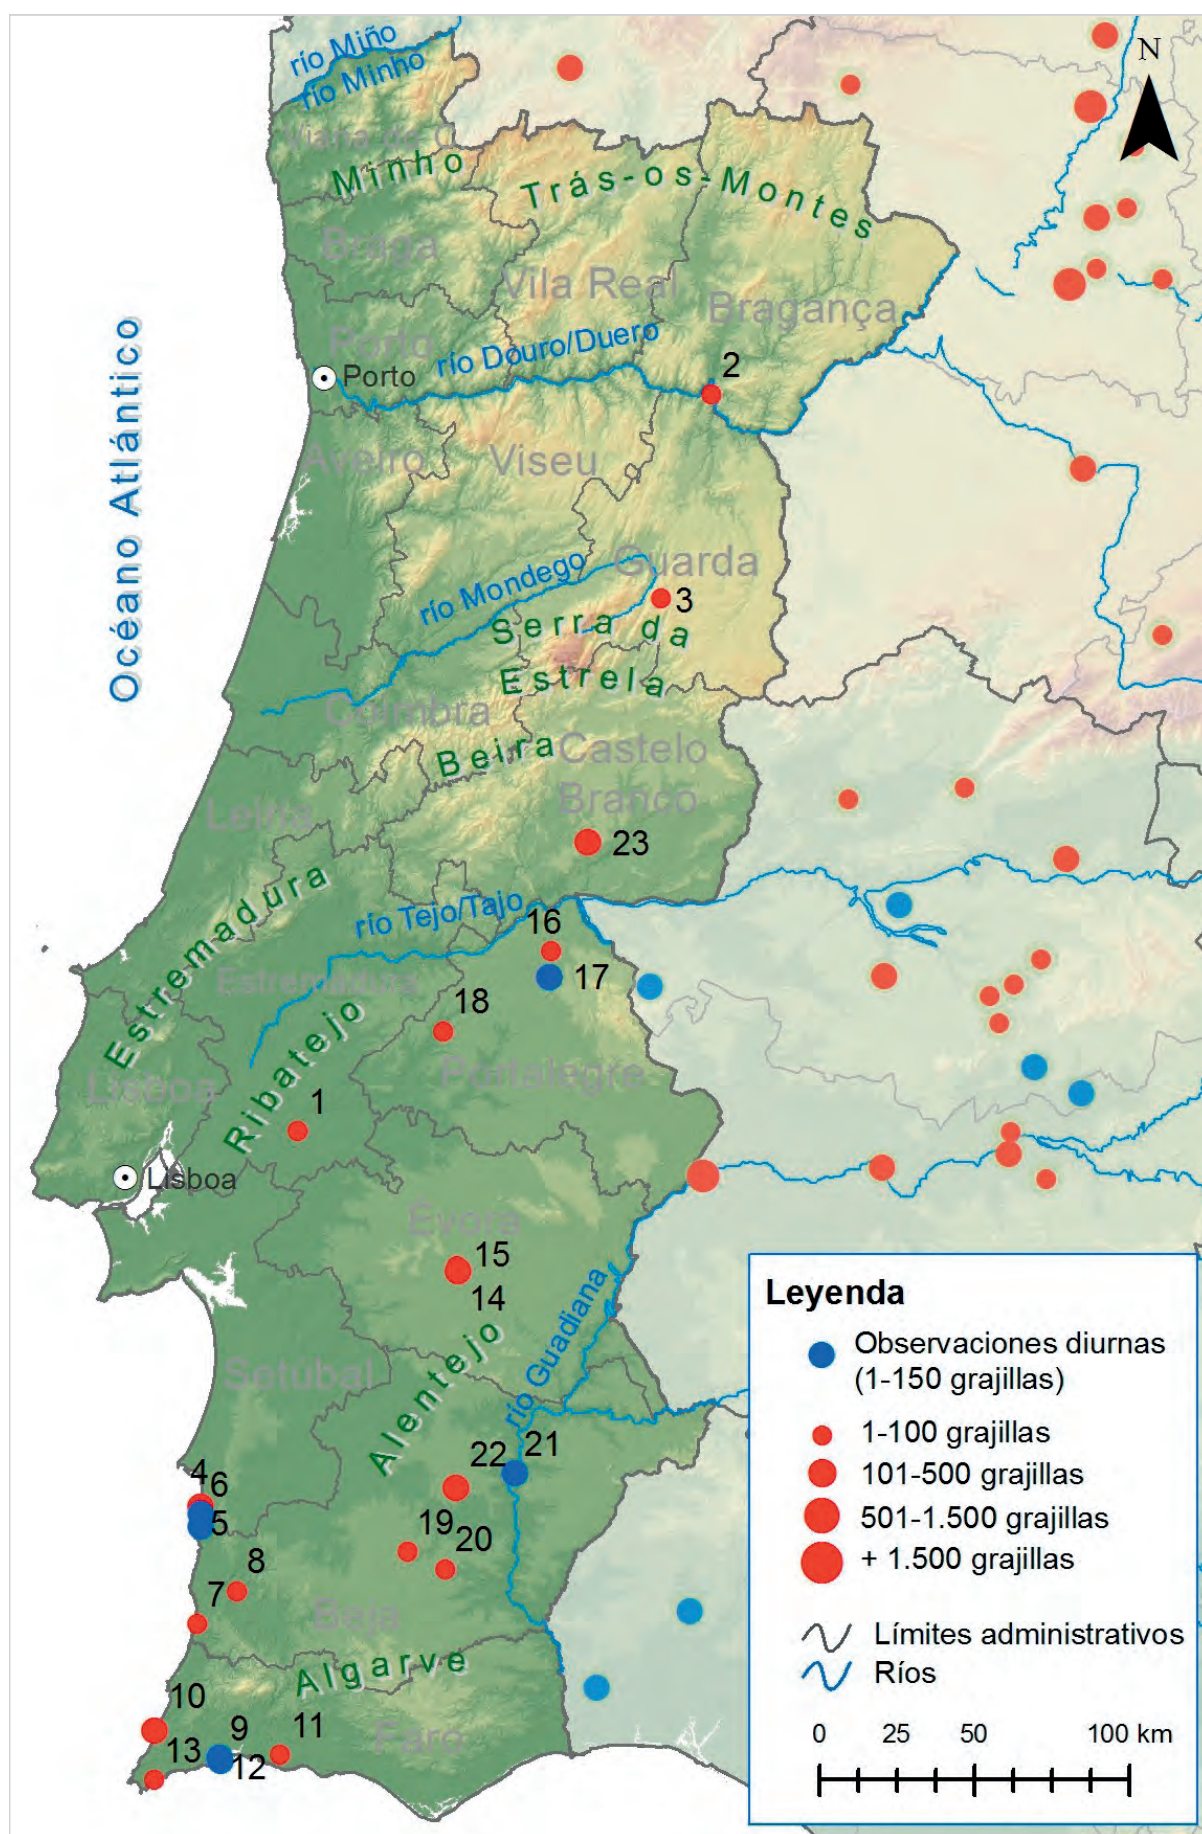 río Miño
río Minho
N
Viana do C.
Minho
Trás-os-Montes
Braga
Vila Real
Bragança
Porto
río Douro/Duero
Porto
2
Océano Atlántico
Aveiro
Viseu
Guarda
río Mondego
3
Serra da
Estrela
Coimbra
Beira
Castelo
Branco
Leiria
23
Estremadura
río Tejo/Tajo
16
Estremadura
17
18
Ribatejo
Portalegre
Lisboa
1
Lisboa
Évora
15
14
río Guadiana
Setúbal
Alentejo
4
6
5
22
21
19
20
8
7
Beja
Algarve
10
9
11
Faro
13
12
Leyenda
Observaciones diurnas
(1-150 grajillas)
1-100 grajillas
101-500 grajillas
501-1.500 grajillas
+ 1.500 grajillas
Límites administrativos
Ríos
0 25 50 100 km